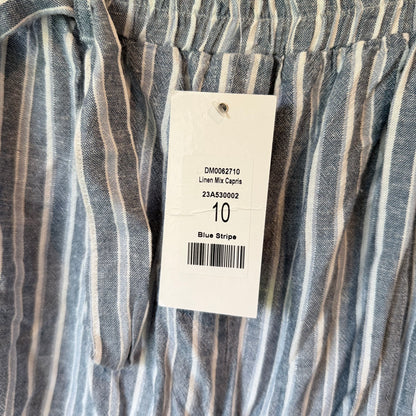 DM0062710
Linen Mix Capris
23A530002
10
Blue Stripe